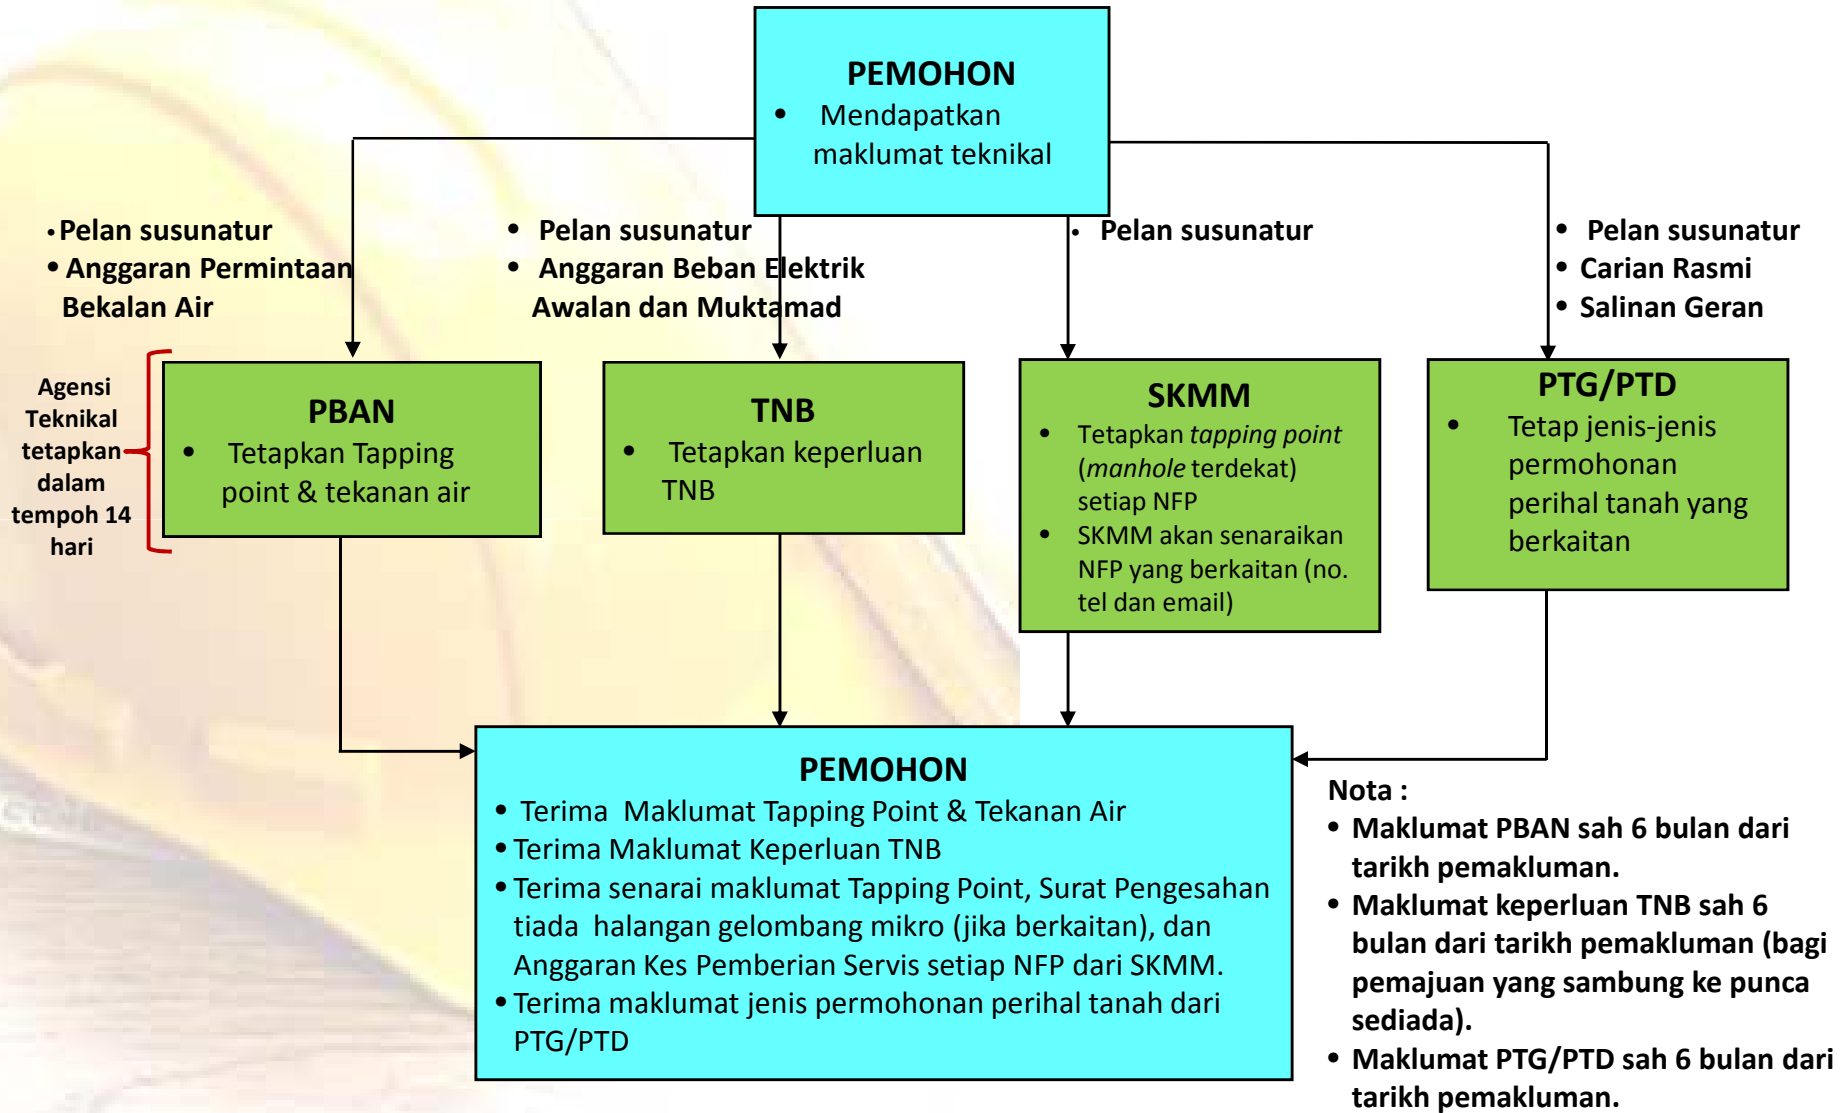 PEMOHON
• Mendapatkan
maklumat teknikal
• Pelan susunatur
• Anggaran Permintaan
Bekalan Air
• Pelan susunatur
• Anggaran Beban Elektrik
Awalan dan Muktamad
• Pelan susunatur
• Pelan susunatur
• Carian Rasmi
• Salinan Geran
Agensi
Teknikal
tetapkan
dalam
tempoh 14
hari
PBAN
• Tetapkan Tapping
point & tekanan air
TNB
• Tetapkan keperluan
TNB
SKMM
• Tetapkan tapping point
(manhole terdekat)
setiap NFP
• SKMM akan senaraikan
NFP yang berkaitan (no.
tel dan email)
PTG/PTD
• Tetap jenis-jenis
permohonan
perihal tanah yang
berkaitan
PEMOHON
• Terima Maklumat Tapping Point & Tekanan Air
• Terima Maklumat Keperluan TNB
• Terima senarai maklumat Tapping Point, Surat Pengesahan
tiada halangan gelombang mikro (jika berkaitan), dan
Anggaran Kes Pemberian Servis setiap NFP dari SKMM.
• Terima maklumat jenis permohonan perihal tanah dari
PTG/PTD
Nota :
• Maklumat PBAN sah 6 bulan dari
tarikh pemakluman.
• Maklumat keperluan TNB sah 6
bulan dari tarikh pemakluman (bagi
pemajuan yang sambung ke punca
sediada).
• Maklumat PTG/PTD sah 6 bulan dari
tarikh pemakluman.